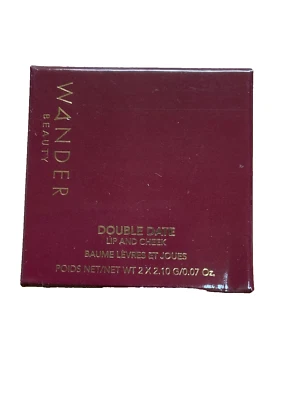 WANDER
BEAUTY
DOUBLE DATE
LIP AND CHEEK
BAUME LÈVRES ET JOUES
POIDS NET/NET WT 2 X 2.10 G/0.07 Oz.